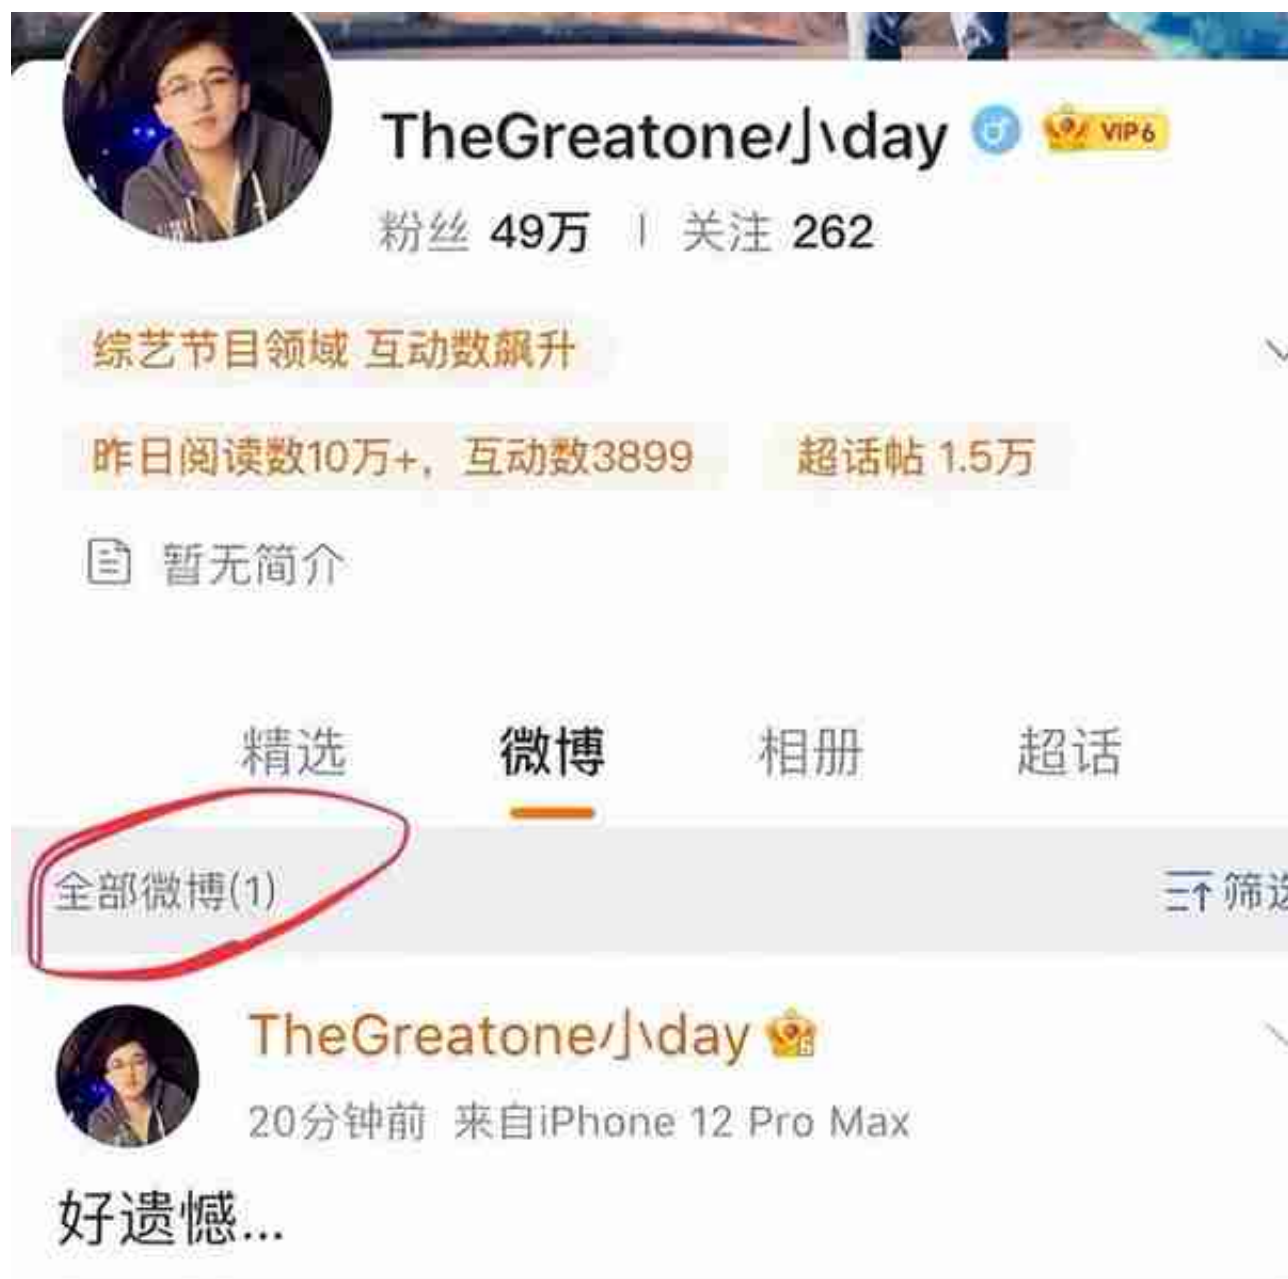 TheGreatone小day VIP 6
粉丝 49万 | 关注 262
综艺节目领域 互动数飙升
昨日阅读数10万+，互动数3899 超话帖 1.5万
暂无简介
精选 微博 相册 超话
全部微博(1) 筛选
TheGreatone小day
20分钟前 来自iPhone 12 Pro Max
好遗憾...